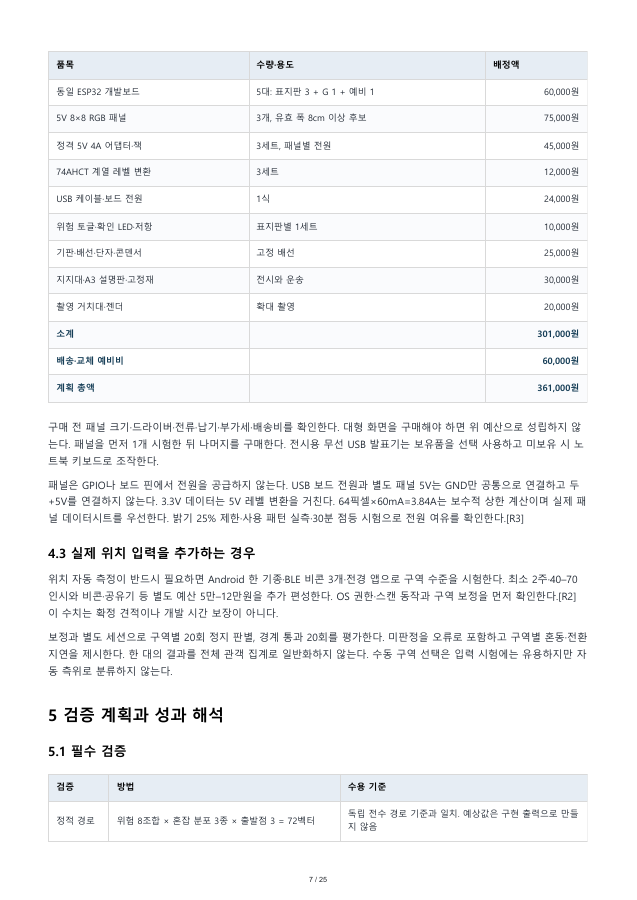 품목 수량·용도 배정액
동일 ESP32 개발보드 5대: 표지판 3 + G 1 + 예비 1 60,000원
5V 8×8 RGB 패널 3개, 유효 폭 8cm 이상 후보 75,000원
정격 5V 4A 어댑터·잭 3세트, 패널별 전원 45,000원
74AHCT 계열 레벨 변환 3세트 12,000원
USB 케이블·보드 전원 1식 24,000원
위험 토글·확인 LED·저항 표지판별 1세트 10,000원
기판·배선·단자·콘덴서 고정 배선 25,000원
지지대·A3 설명판·고정재 전시와 운송 30,000원
촬영 거치대·젠더 확대 촬영 20,000원
소계 301,000원
배송·교체 예비비 60,000원
계획 총액 361,000원
구매 전 패널 크기·드라이버·전류·납기·부가세·배송비를 확인한다. 대형 화면을 구매해야 하면 위 예산으로 성립하지 않
는다. 패널을 먼저 1개 시험한 뒤 나머지를 구매한다. 전시용 무선 USB 발표기는 보유품을 선택 사용하고 미보유 시 노
트북 키보드로 조작한다.
패널은 GPIO나 보드 핀에서 전원을 공급하지 않는다. USB 보드 전원과 별도 패널 5V는 GND만 공통으로 연결하고 두
+5V를 연결하지 않는다. 3.3V 데이터는 5V 레벨 변환을 거친다. 64픽셀×60mA=3.84A는 보수적 상한 계산이며 실제 패
널 데이터시트를 우선한다. 밝기 25% 제한·사용 패턴 실측·30분 점등 시험으로 전원 여유를 확인한다.[R3]
4.3 실제 위치 입력을 추가하는 경우
위치 자동 측정이 반드시 필요하면 Android 한 기종·BLE 비콘 3개·전경 앱으로 구역 수준을 시험한다. 최소 2주·40–70
인시와 비콘·공유기 등 별도 예산 5만–12만원을 추가 편성한다. OS 권한·스캔 동작과 구역 보정을 먼저 확인한다.[R2]
이 수치는 확정 견적이나 개발 시간 보장이 아니다.
보정과 별도 세션으로 구역별 20회 정지 판별, 경계 통과 20회를 평가한다. 미판정을 오류로 포함하고 구역별 혼동·전환
지연을 제시한다. 한 대의 결과를 전체 관객 집계로 일반화하지 않는다. 수동 구역 선택은 입력 시험에는 유용하지만 자
동 측위로 분류하지 않는다.
5 검증 계획과 성과 해석
5.1 필수 검증
검증 방법 수용 기준
정적 경로 위험 8조합 × 혼잡 분포 3종 × 출발점 3 = 72벡터 독립 전수 경로 기준과 일치. 예상값은 구현 출력으로 만들
지 않음
7 / 25